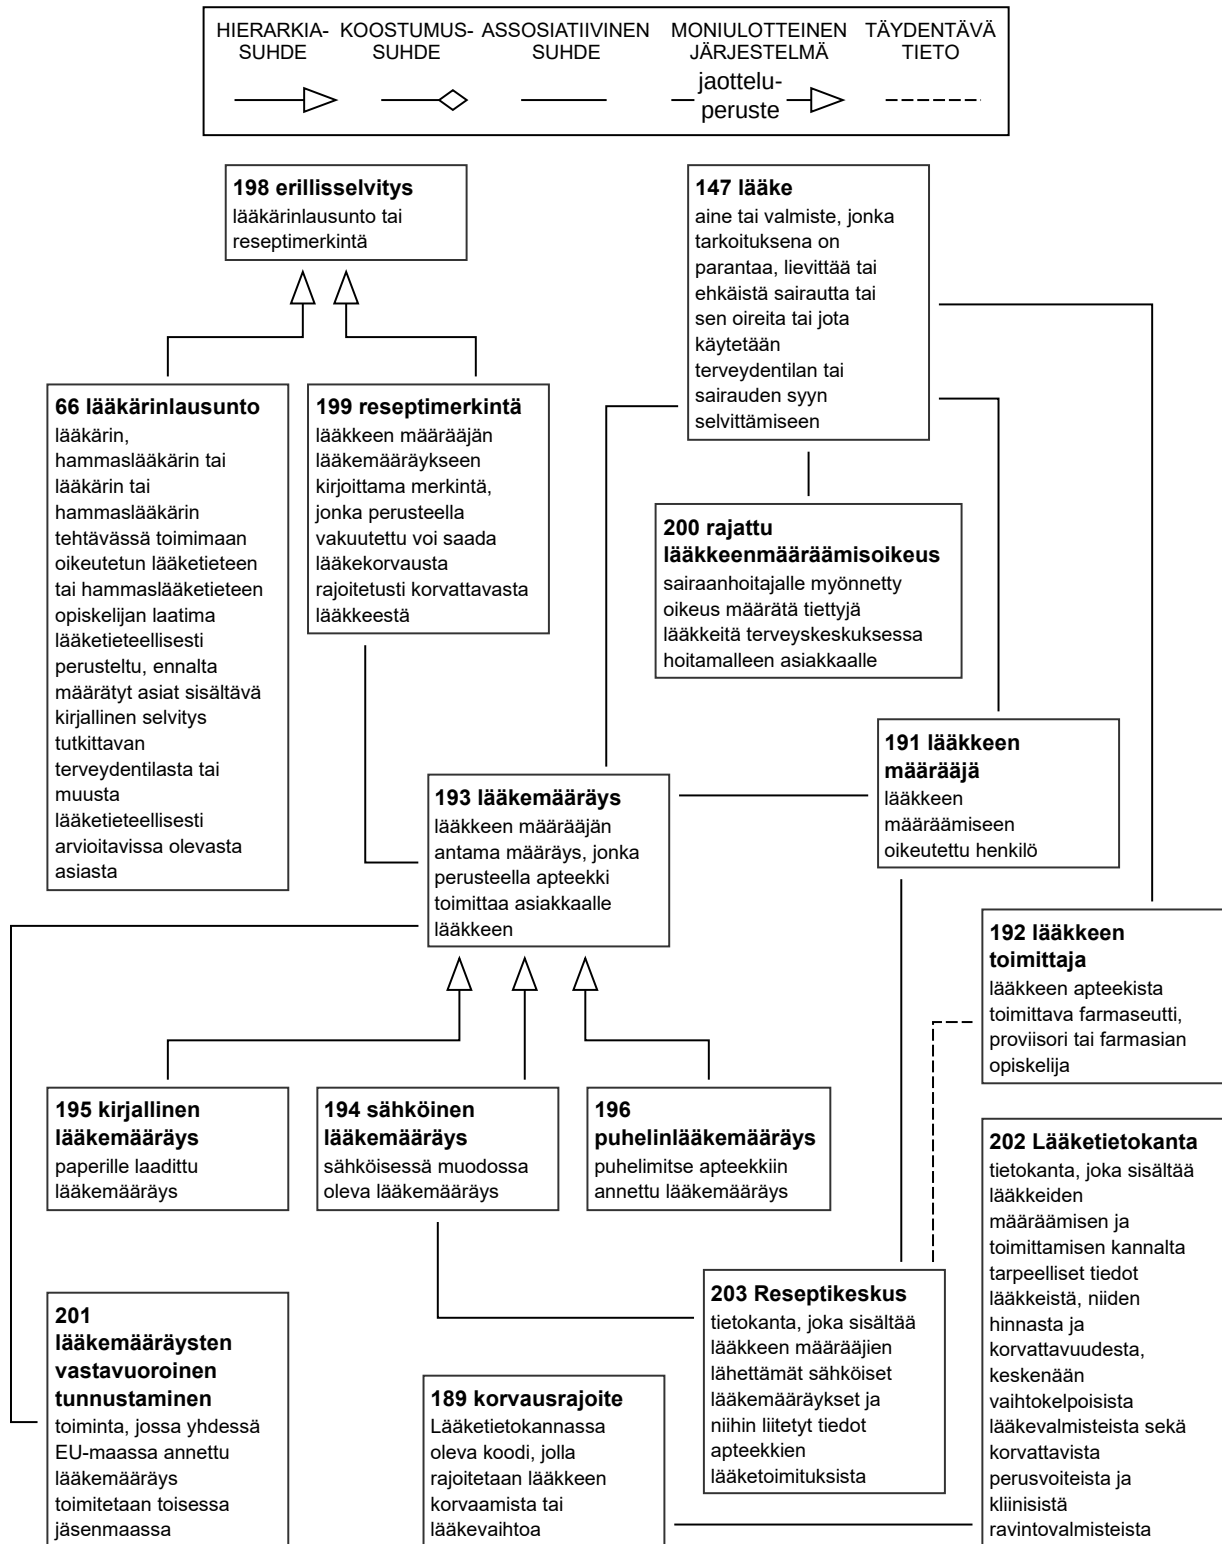 HIERARKIA-
SUHDE
KOOSTUMUS-
SUHDE
ASSOSIATIIVINEN
SUHDE
MONIULOTTEINEN
JÄRJESTELMÄ
jaottelu-
peruste
TÄYDENTÄVÄ
TIETO
198 erillisselvitys
lääkärinlausunto tai
reseptimerkintä
147 lääke
aine tai valmiste, jonka
tarkoituksena on
parantaa, lievittää tai
ehkäistä sairautta tai
sen oireita tai jota
käytetään
terveydentilan tai
sairauden syyn
selvittämiseen
66 lääkärinlausunto
lääkärin,
hammaslääkärin tai
lääkärin tai
hammaslääkärin
tehtävässä toimimaan
oikeutetun lääketieteen
tai hammaslääketieteen
opiskelijan laatima
lääketieteellisesti
perusteltu, ennalta
määrätyt asiat sisältävä
kirjallinen selvitys
tutkittavan
terveydentilasta tai
muusta
lääketieteellisesti
arvioitavissa olevasta
asiasta
199 reseptimerkintä
lääkkeen määrääjän
lääkemääräykseen
kirjoittama merkintä,
jonka perusteella
vakuutettu voi saada
lääkekorvausta
rajoitetusti korvattavasta
lääkkeestä
200 rajattu
lääkkeenmääräämisoikeus
sairaanhoitajalle myönnetty
oikeus määrätä tiettyjä
lääkkeitä terveyskeskuksessa
hoitamalleen asiakkaalle
191 lääkkeen
määrääjä
lääkkeen
määräämiseen
oikeutettu henkilö
193 lääkemääräys
lääkkeen määrääjän
antama määräys, jonka
perusteella apteekki
toimittaa asiakkaalle
lääkkeen
192 lääkkeen
toimittaja
lääkkeen apteekista
toimittava farmaseutti,
proviisori tai farmasian
opiskelija
195 kirjallinen
lääkemääräys
paperille laadittu
lääkemääräys
194 sähköinen
lääkemääräys
sähköisessä muodossa
oleva lääkemääräys
196
puhelinlääkemääräys
puhelimitse apteekkiin
annettu lääkemääräys
202 Lääketietokanta
tietokanta, joka sisältää
lääkkeiden
määräämisen ja
toimittamisen kannalta
tarpeelliset tiedot
lääkkeistä, niiden
hinnasta ja
korvattavuudesta,
keskenään
vaihtokelpoisista
lääkevalmisteista sekä
korvattavista
perusvoiteista ja
kliinisistä
ravintovalmisteista
203 Reseptikeskus
tietokanta, joka sisältää
lääkkeen määrääjien
lähettämät sähköiset
lääkemääräykset ja
niihin liitetyt tiedot
apteekkien
lääketoimituksista
201
lääkemääräysten
vastavuoroinen
tunnustaminen
toiminta, jossa yhdessä
EU-maassa annettu
lääkemääräys
toimitetaan toisessa
jäsenmaassa
189 korvausrajoite
Lääketietokannassa
oleva koodi, jolla
rajoitetaan lääkkeen
korvaamista tai
lääkevaihtoa